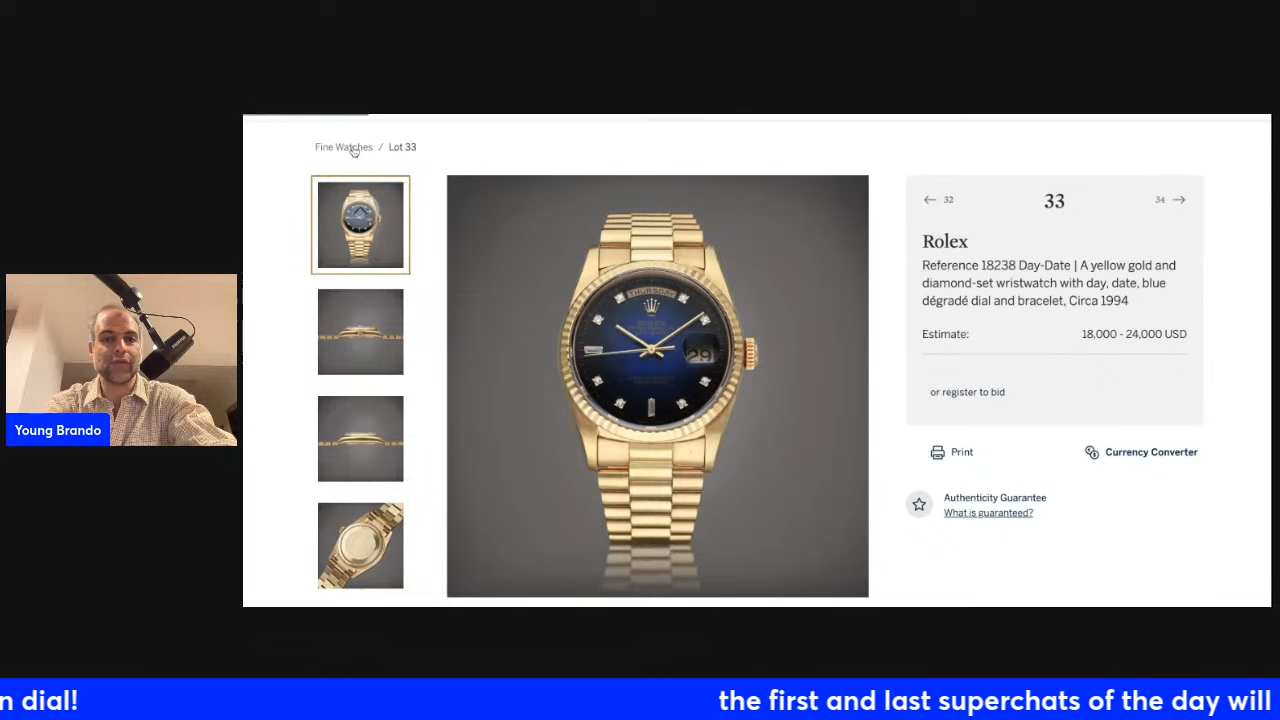 Fine Watches / Lot 33
32
33
34
Rolex
Reference 18238 Day-Date | A yellow gold and
diamond-set wristwatch with day, date, blue
dégradé dial and bracelet, Circa 1994
Estimate: 18,000 - 24,000 USD
or register to bid
Print
Currency Converter
Authenticity Guarantee
What is guaranteed?
THURSDAY
ROLEX
29
Young Brando
n dial! the first and last superchats of the day will